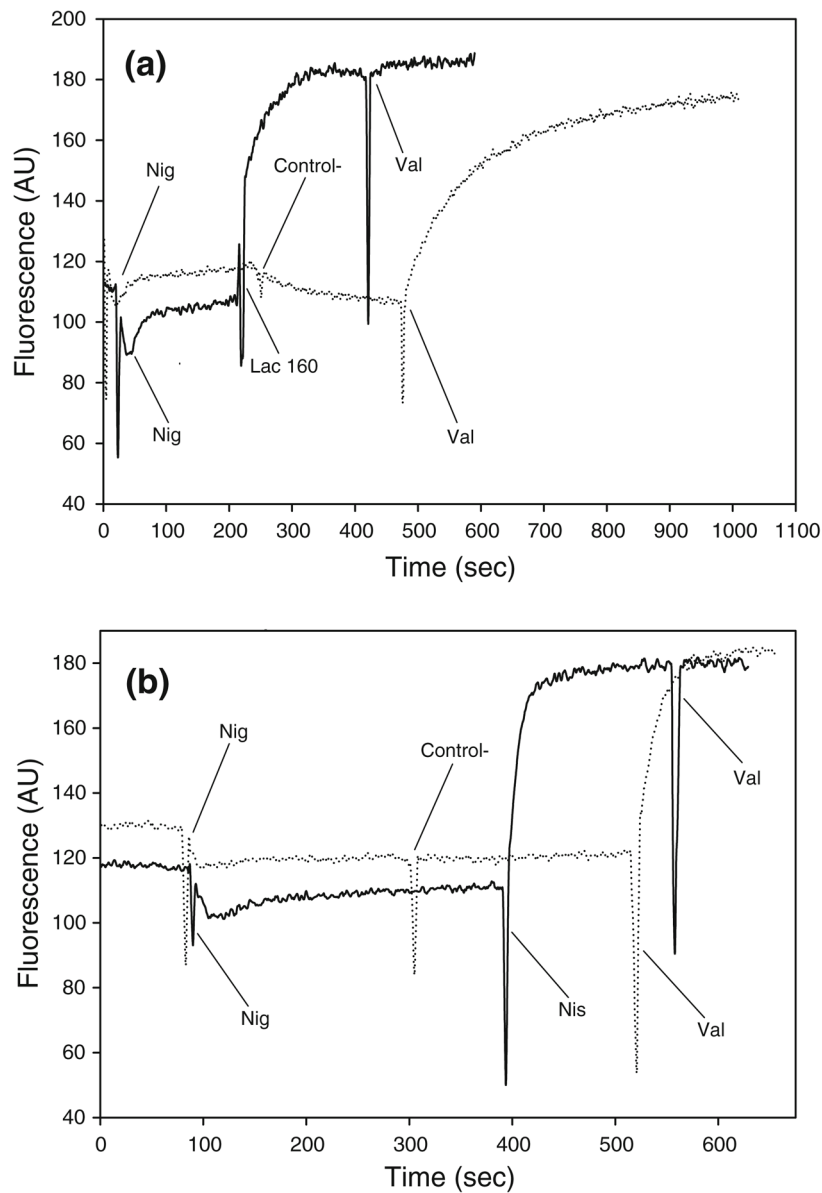 200
180
160
140
120
100
80
60
40
Fluorescence (AU)
(a)
Nig
Control-
Val
Lac 160
Nig
Val
0 100 200 300 400 500 600 700 800 900 1000 1100
Time (sec)
180
160
140
120
100
80
60
40
Fluorescence (AU)
(b)
Nig
Control-
Val
Nig
Nis
Val
0 100 200 300 400 500 600
Time (sec)